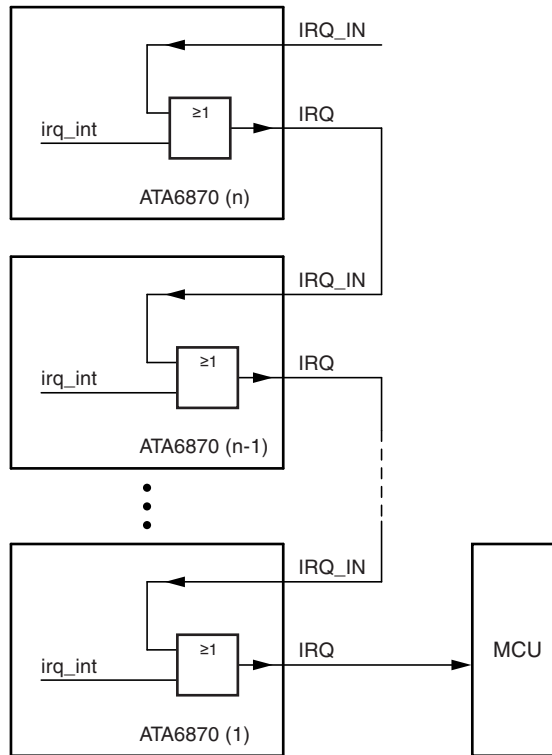 IRQ_IN
≥1
IRQ
irq_int
ATA6870 (n)
IRQ_IN
≥1
IRQ
irq_int
ATA6870 (n-1)
IRQ_IN
≥1
IRQ
MCU
irq_int
ATA6870 (1)